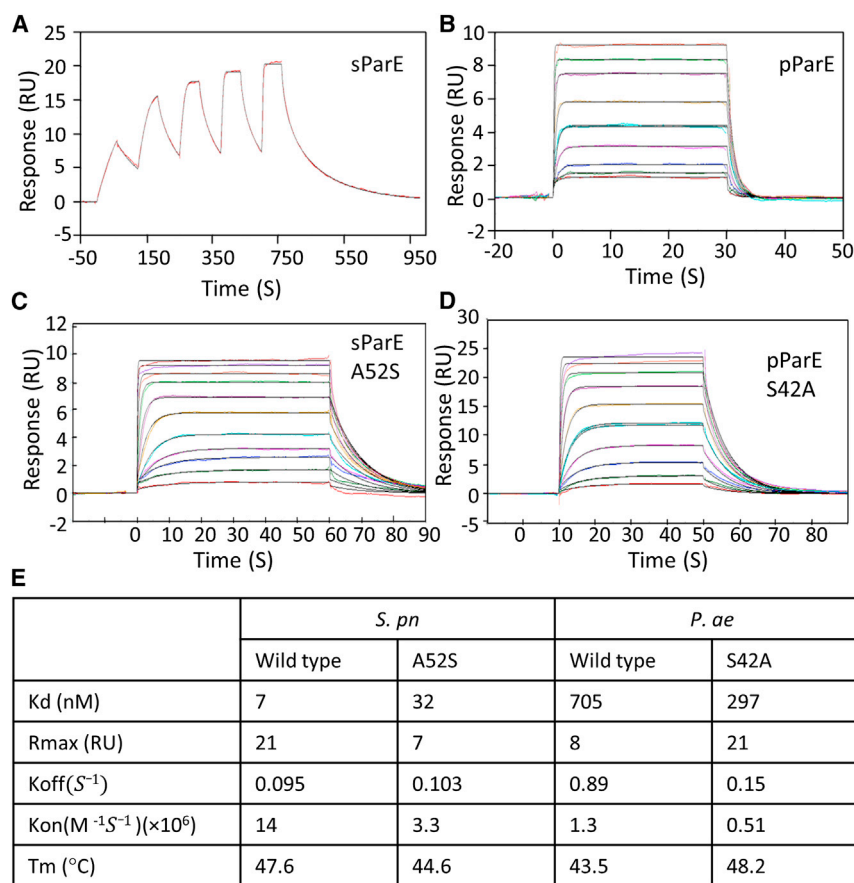 A
sParE
Response (RU)
25
20
15
10
5
0
-5
-50 150 350 750 550 950
Time (S)
B
pParE
Response (RU)
10
8
6
4
2
0
-2
-20 -10 0 10 20 30 40 50
Time (S)
C
sParE
A52S
Response (RU)
12
10
8
6
4
2
0
-2
0 10 20 30 40 50 60 70 80 90
Time (S)
D
pParE
S42A
Response (RU)
30
25
20
15
10
5
0
-5
0 10 20 30 40 50 60 70 80
Time (S)
E
S. pn P. ae
Wild type A52S Wild type S42A
Kd (nM) 7 32 705 297
Rmax (RU) 21 7 8 21
Koff(S⁻¹) 0.095 0.103 0.89 0.15
Kon(M ⁻¹S⁻¹)(×10⁶) 14 3.3 1.3 0.51
Tm (°C) 47.6 44.6 43.5 48.2